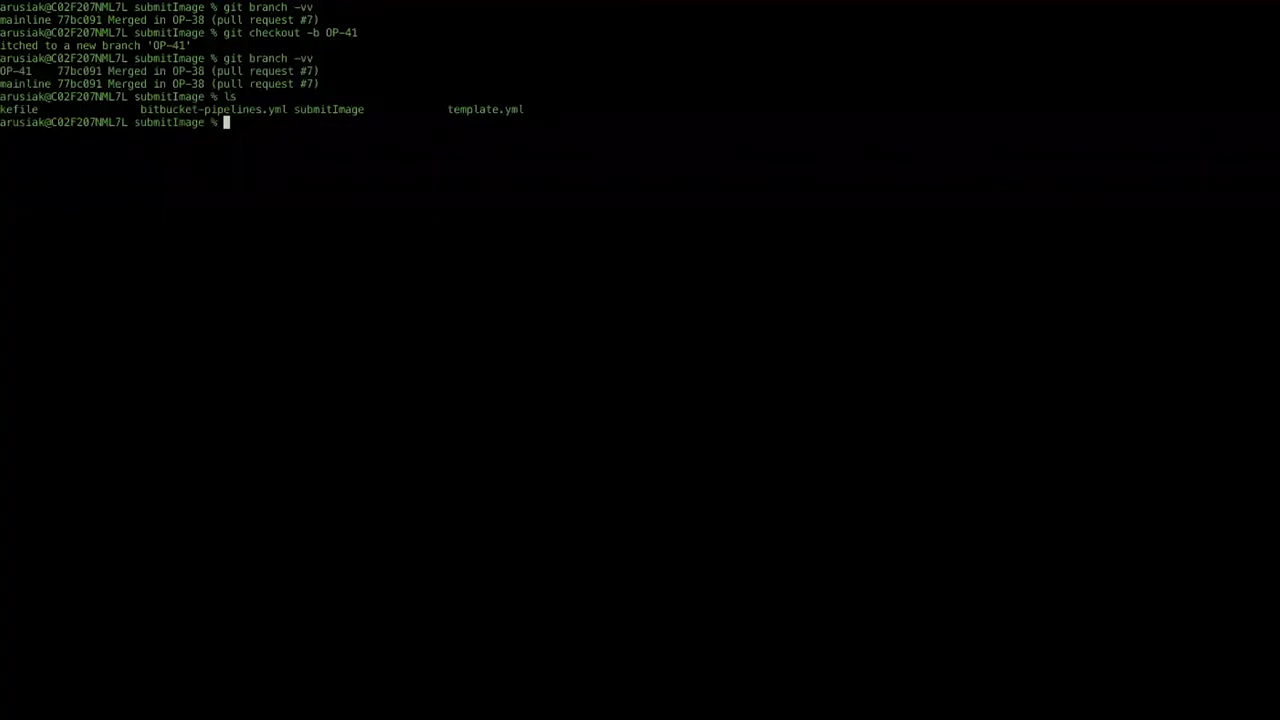 arusiak@C02F207NML7L submitImage % git branch -vv
mainline 77bc091 Merged in OP-38 (pull request #7)
arusiak@C02F207NML7L submitImage % git checkout -b OP-41
itched to a new branch 'OP-41'
arusiak@C02F207NML7L submitImage % git branch -vv
OP-41    77bc091 Merged in OP-38 (pull request #7)
mainline 77bc091 Merged in OP-38 (pull request #7)
arusiak@C02F207NML7L submitImage % ls
kefile                bitbucket-pipelines.yml submitImage             template.yml
arusiak@C02F207NML7L submitImage %